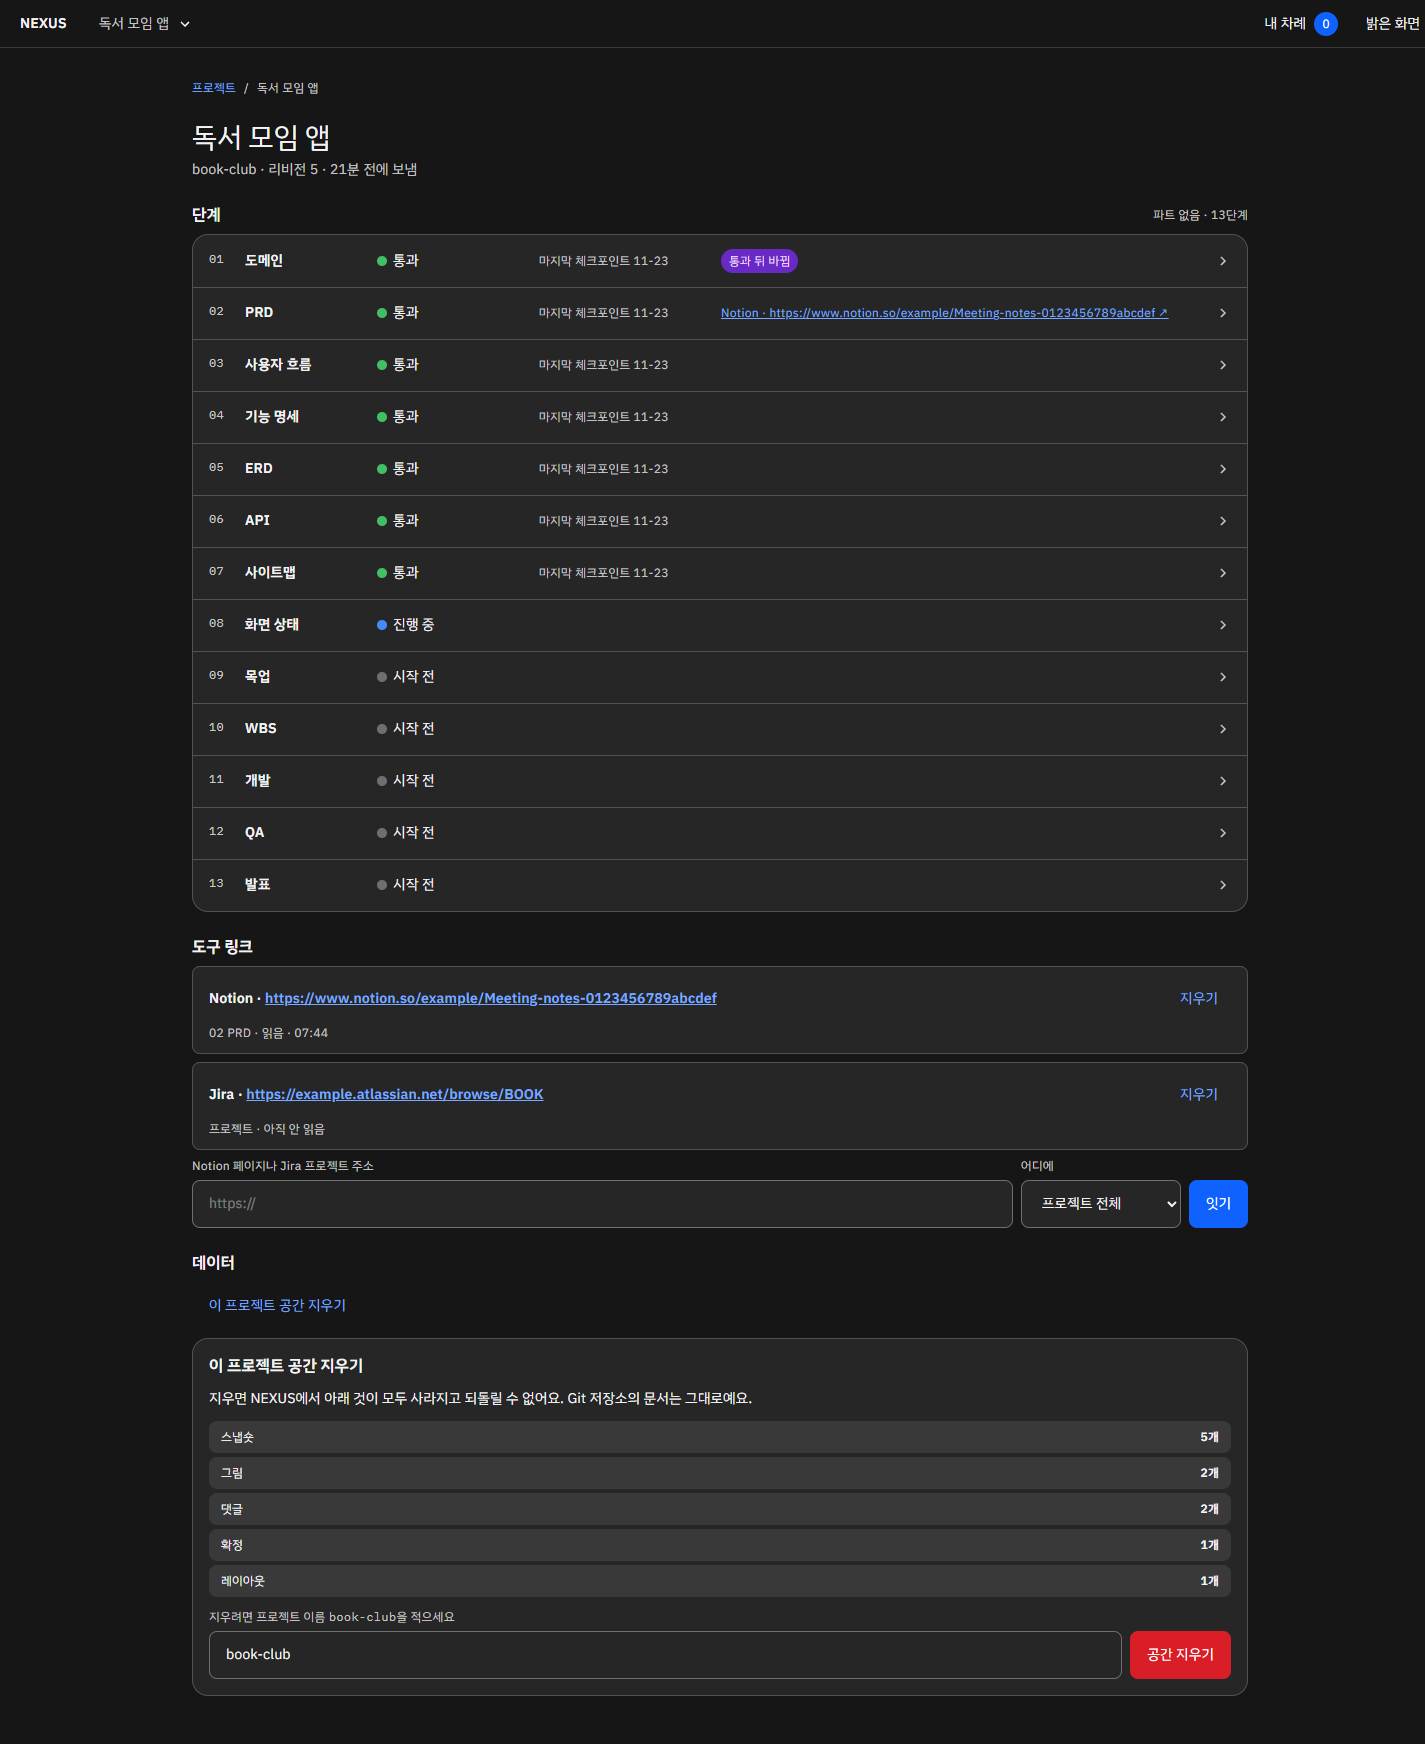 NEXUS 독서 모임 앱 내 차례 0 밝은 화면
프로젝트 / 독서 모임 앱
독서 모임 앱
book-club · 리비전 5 · 21분 전에 보냄
단계 파트 없음 · 13단계
01 도메인 통과 마지막 체크포인트 11-23 통과 뒤 바뀜
02 PRD 통과 마지막 체크포인트 11-23 Notion · https://www.notion.so/example/Meeting-notes-0123456789abcdef ↗
03 사용자 흐름 통과 마지막 체크포인트 11-23
04 기능 명세 통과 마지막 체크포인트 11-23
05 ERD 통과 마지막 체크포인트 11-23
06 API 통과 마지막 체크포인트 11-23
07 사이트맵 통과 마지막 체크포인트 11-23
08 화면 상태 진행 중
09 목업 시작 전
10 WBS 시작 전
11 개발 시작 전
12 QA 시작 전
13 발표 시작 전
도구 링크
Notion · https://www.notion.so/example/Meeting-notes-0123456789abcdef 지우기
02 PRD · 읽음 · 07:44
Jira · https://example.atlassian.net/browse/BOOK 지우기
프로젝트 · 아직 안 읽음
Notion 페이지나 Jira 프로젝트 주소 어디에
https:// 프로젝트 전체 잇기
데이터
이 프로젝트 공간 지우기
이 프로젝트 공간 지우기
지우면 NEXUS에서 아래 것이 모두 사라지고 되돌릴 수 없어요. Git 저장소의 문서는 그대로예요.
스냅숏 5개
그림 2개
댓글 2개
확정 1개
레이아웃 1개
지우려면 프로젝트 이름 book-club을 적으세요
book-club 공간 지우기